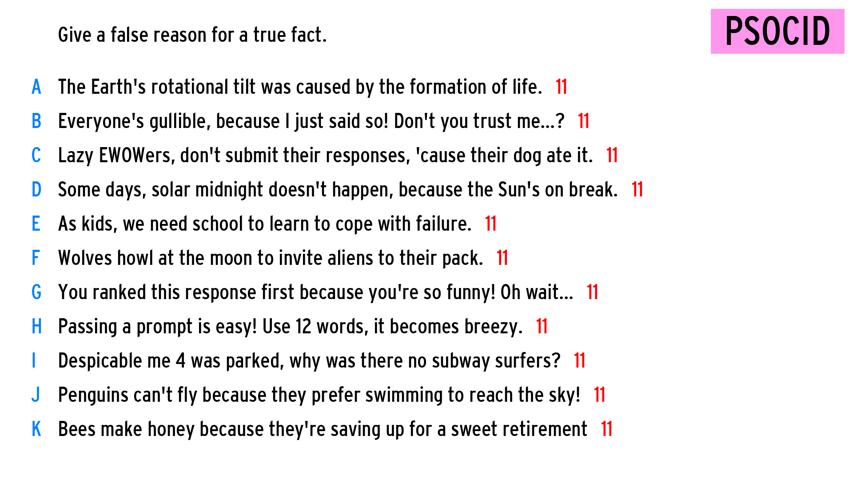 Give a false reason for a true fact.
PSOCID
A The Earth's rotational tilt was caused by the formation of life. 11
B Everyone's gullible, because I just said so! Don't you trust me...? 11
C Lazy EWOWers, don't submit their responses, 'cause their dog ate it. 11
D Some days, solar midnight doesn't happen, because the Sun's on break. 11
E As kids, we need school to learn to cope with failure. 11
F Wolves howl at the moon to invite aliens to their pack. 11
G You ranked this response first because you're so funny! Oh wait... 11
H Passing a prompt is easy! Use 12 words, it becomes breezy. 11
I Despicable me 4 was parked, why was there no subway surfers? 11
J Penguins can't fly because they prefer swimming to reach the sky! 11
K Bees make honey because they're saving up for a sweet retirement 11